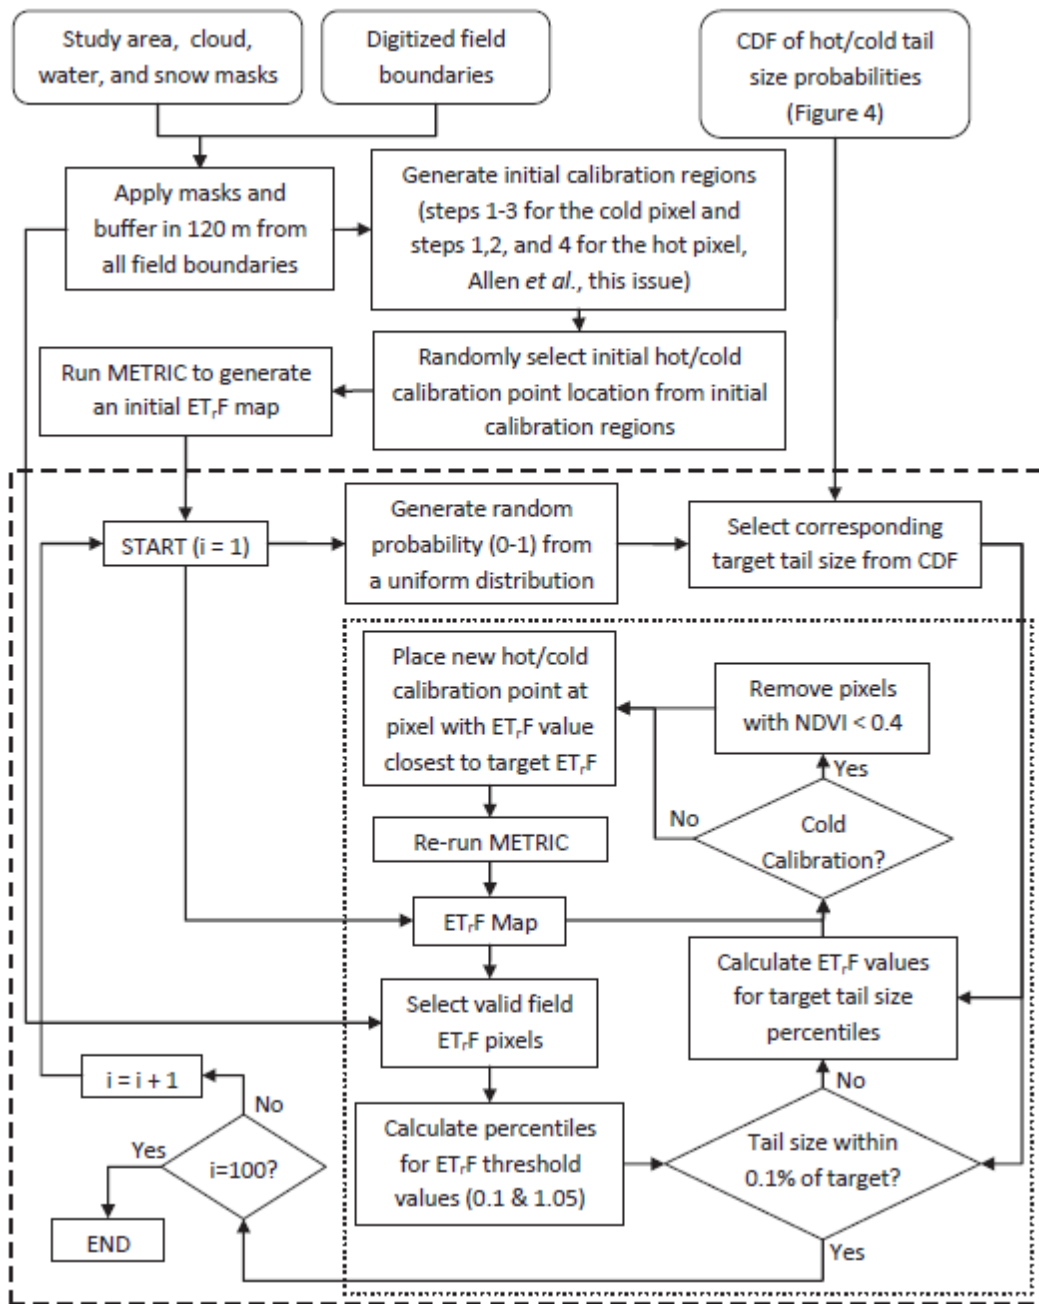 Study area, cloud,
water, and snow masks
Digitized field
boundaries
CDF of hot/cold tail
size probabilities
(Figure 4)
Apply masks and
buffer in 120 m from
all field boundaries
Generate initial calibration regions
(steps 1-3 for the cold pixel and
steps 1,2, and 4 for the hot pixel,
Allen et al., this issue)
Run METRIC to generate
an initial ETrF map
Randomly select initial hot/cold
calibration point location from initial
calibration regions
START (i = 1)
Generate random
probability (0-1) from
a uniform distribution
Select corresponding
target tail size from CDF
Place new hot/cold
calibration point at
pixel with ETrF value
closest to target ETrF
Remove pixels
with NDVI < 0.4
Yes
No
Cold
Calibration?
Re-run METRIC
ETrF Map
Calculate ETrF values
for target tail size
percentiles
Select valid field
ETrF pixels
No
i = i + 1
No
Calculate percentiles
for ETrF threshold
values (0.1 & 1.05)
Tail size within
0.1% of target?
Yes
i=100?
END
Yes